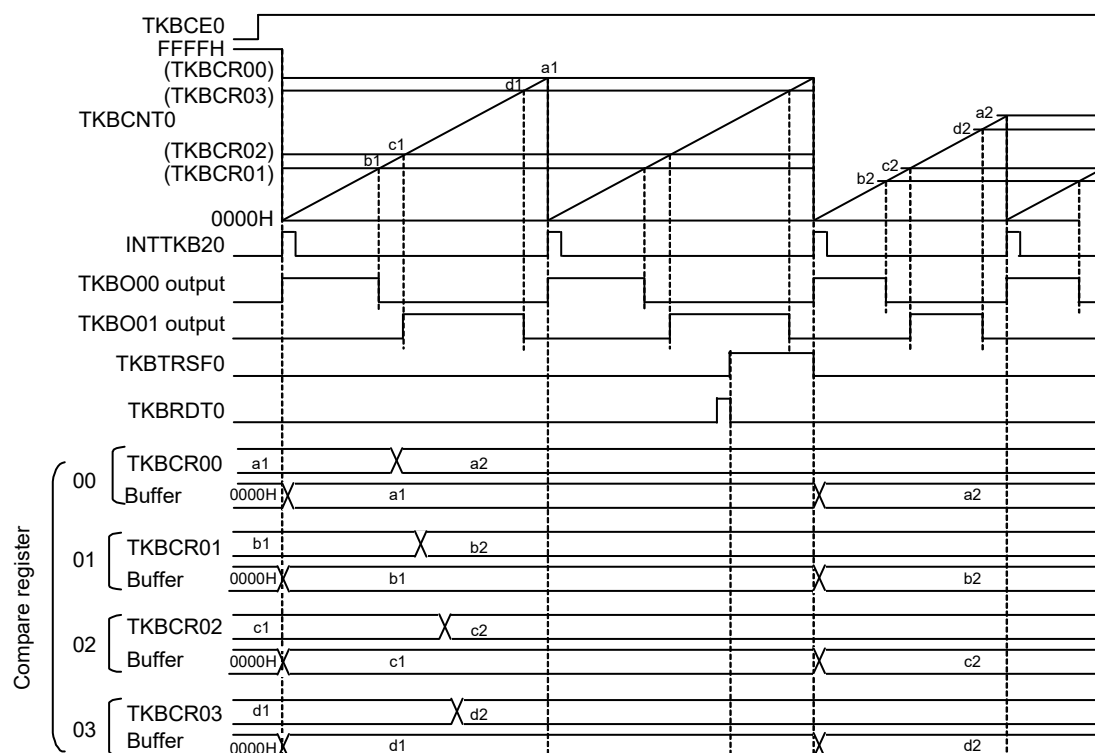 TKBCE0
FFFFH
(TKBCR00)
a1
(TKBCR03)
d1
TKBCNT0
a2
d2
(TKBCR02)
c1
(TKBCR01)
b1
c2
b2
0000H
INTTKB20
TKBO00 output
TKBO01 output
TKBTRSF0
TKBRDT0
Compare register
00
TKBCR00
a1
a2
Buffer
0000H
a1
a2
01
TKBCR01
b1
b2
Buffer
0000H
b1
b2
02
TKBCR02
c1
c2
Buffer
0000H
c1
c2
03
TKBCR03
d1
d2
Buffer
0000H
d1
d2